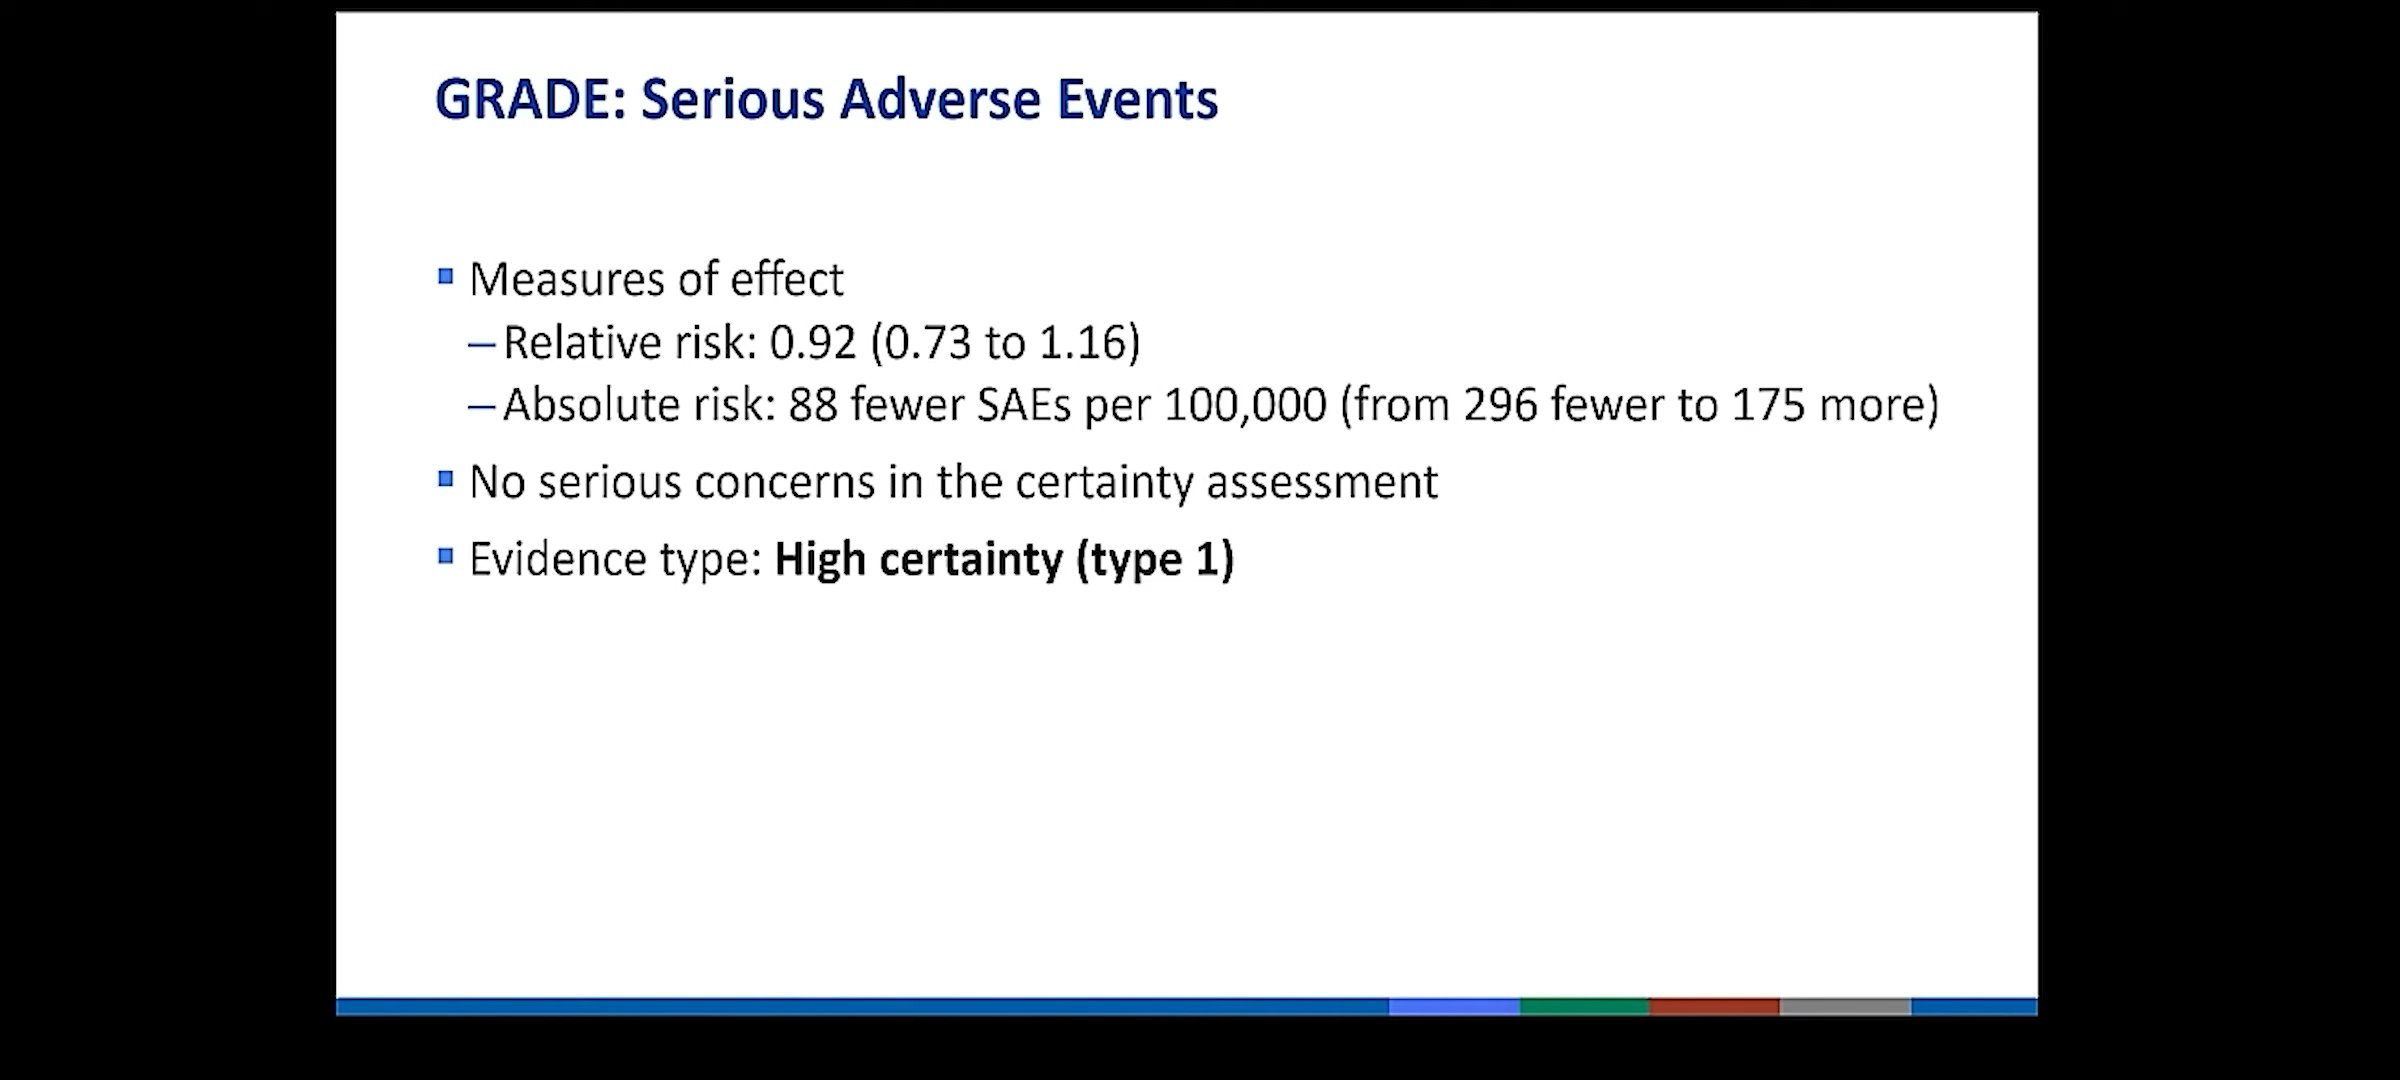 GRADE: Serious Adverse Events
▪ Measures of effect
– Relative risk: 0.92 (0.73 to 1.16)
– Absolute risk: 88 fewer SAEs per 100,000 (from 296 fewer to 175 more)
▪ No serious concerns in the certainty assessment
▪ Evidence type: High certainty (type 1)